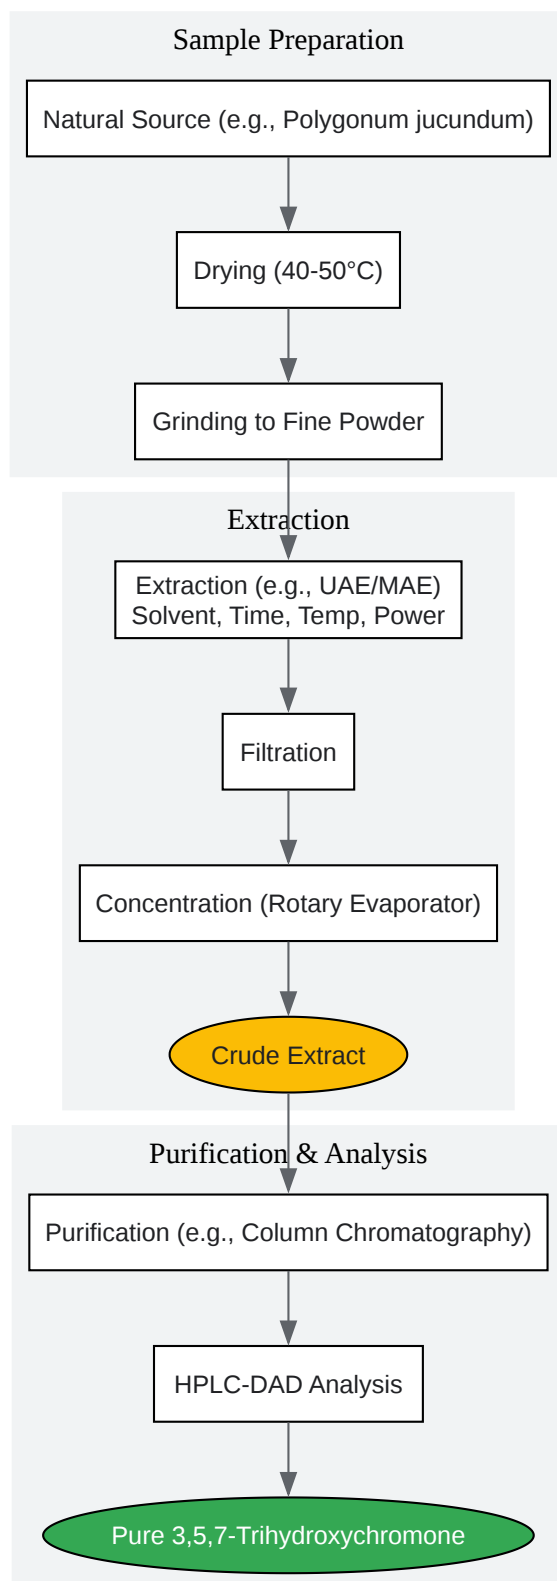 Sample Preparation
Natural Source (e.g., Polygonum jucundum)
Drying (40-50°C)
Grinding to Fine Powder
Extraction
Extraction (e.g., UAE/MAE)
Solvent, Time, Temp, Power
Filtration
Concentration (Rotary Evaporator)
Crude Extract
Purification & Analysis
Purification (e.g., Column Chromatography)
HPLC-DAD Analysis
Pure 3,5,7-Trihydroxychromone